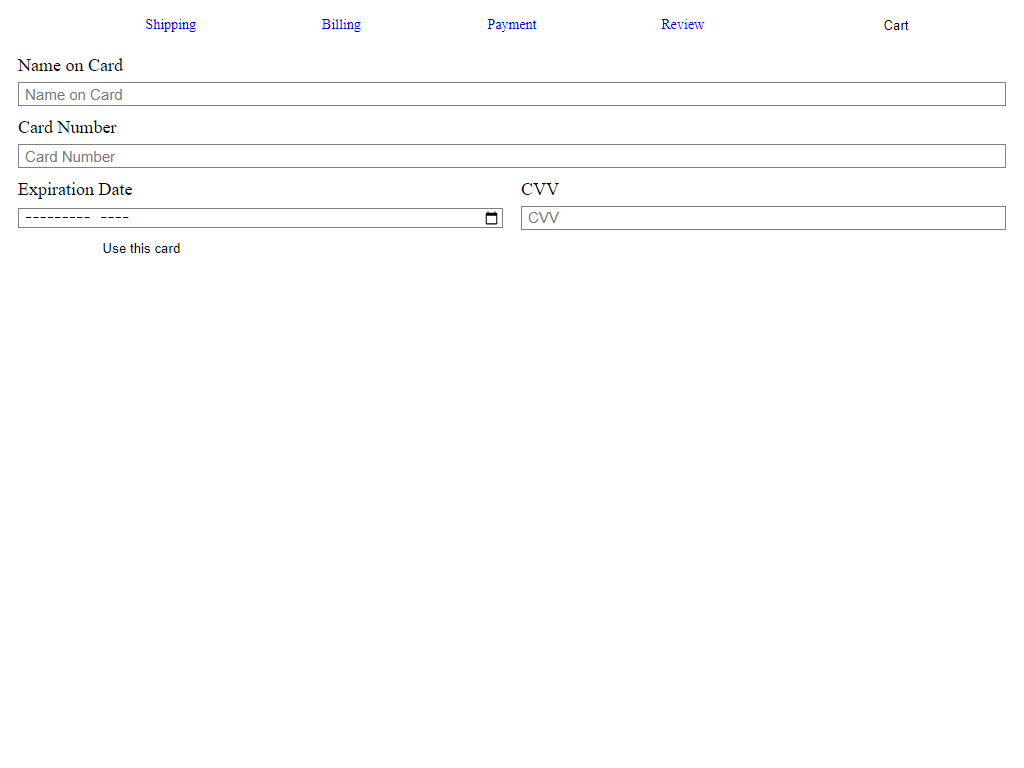 Shipping Billing Payment Review Cart
Name on Card
Name on Card
Card Number
Card Number
Expiration Date CVV
--------- ---- CVV
Use this card